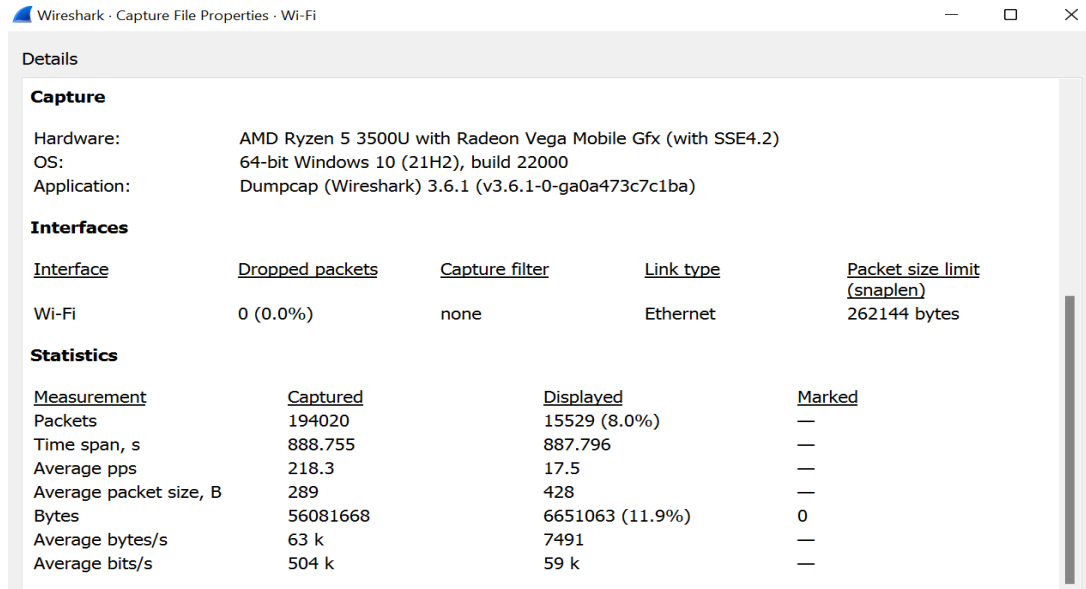 Wireshark · Capture File Properties · Wi-Fi
Details
Capture
Hardware: AMD Ryzen 5 3500U with Radeon Vega Mobile Gfx (with SSE4.2)
OS: 64-bit Windows 10 (21H2), build 22000
Application: Dumpcap (Wireshark) 3.6.1 (v3.6.1-0-ga0a473c7c1ba)
Interfaces
Interface Dropped packets Capture filter Link type Packet size limit
(snaplen)
Wi-Fi 0 (0.0%) none Ethernet 262144 bytes
Statistics
Measurement Captured Displayed Marked
Packets 194020 15529 (8.0%) —
Time span, s 888.755 887.796 —
Average pps 218.3 17.5 —
Average packet size, B 289 428 —
Bytes 56081668 6651063 (11.9%) 0
Average bytes/s 63 k 7491 —
Average bits/s 504 k 59 k —